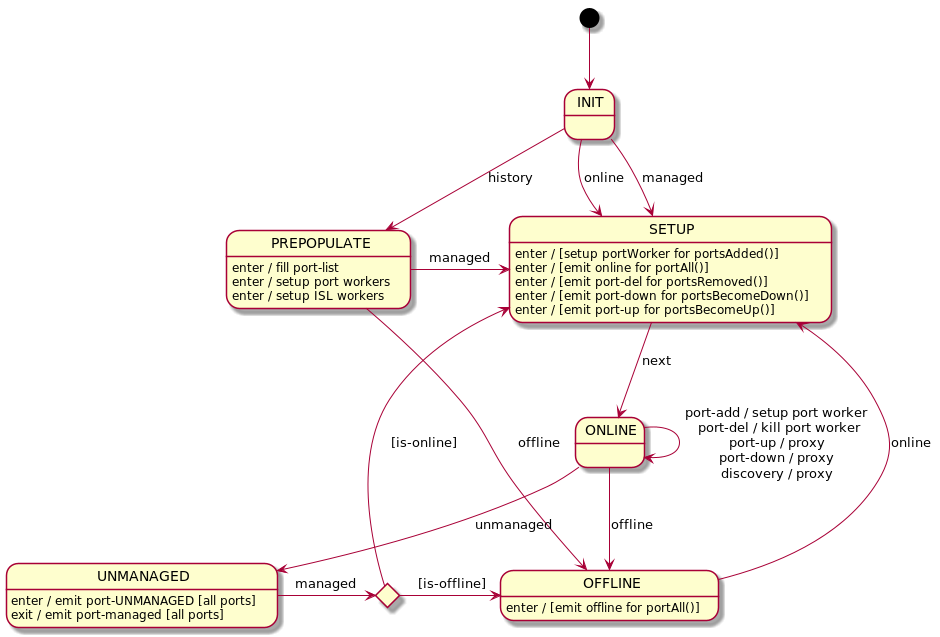 INIT
history
online
managed
PREPOPULATE
enter / fill port-list
enter / setup port workers
enter / setup ISL workers
managed
SETUP
enter / [setup portWorker for portsAdded()]
enter / [emit online for portAll()]
enter / [emit port-del for portsRemoved()]
enter / [emit port-down for portsBecomeDown()]
enter / [emit port-up for portsBecomeUp()]
next
ONLINE
port-add / setup port worker
port-del / kill port worker
port-up / proxy
port-down / proxy
discovery / proxy
[is-online]
offline
online
unmanaged
offline
UNMANAGED
enter / emit port-UNMANAGED [all ports]
exit / emit port-managed [all ports]
managed
[is-offline]
OFFLINE
enter / [emit offline for portAll()]